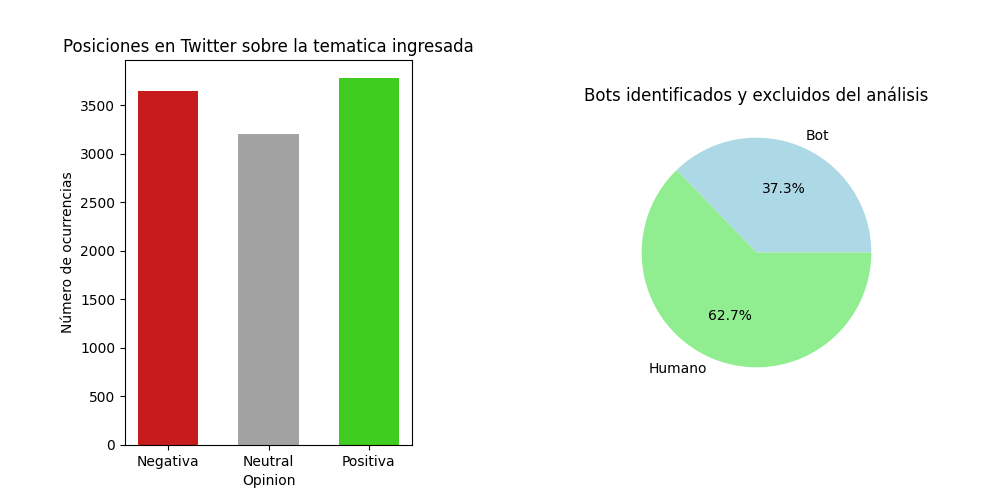 Posiciones en Twitter sobre la tematica ingresada
Número de ocurrencias
3500
3000
2500
2000
1500
1000
500
0
Negativa
Neutral
Positiva
Opinion
Bots identificados y excluidos del análisis
Bot
37.3%
62.7%
Humano